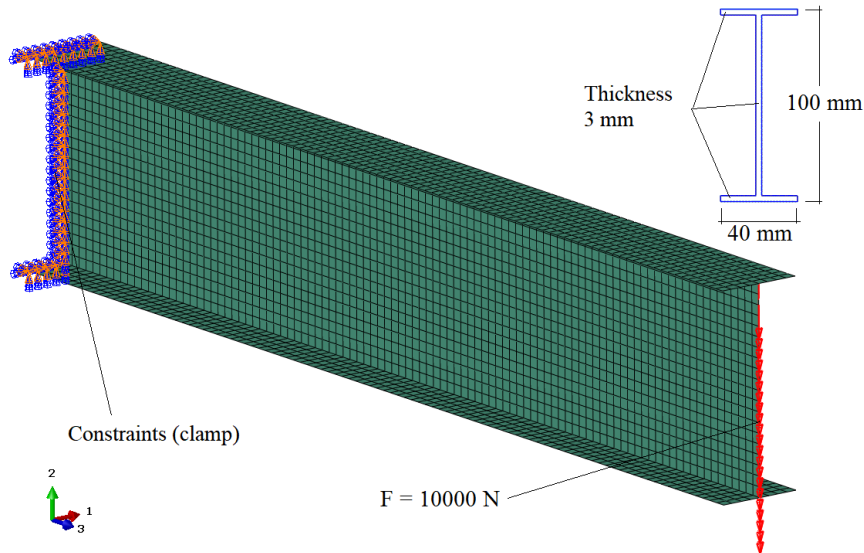 Thickness
3 mm
100 mm
40 mm
Constraints (clamp)
F = 10000 N
2
1
3